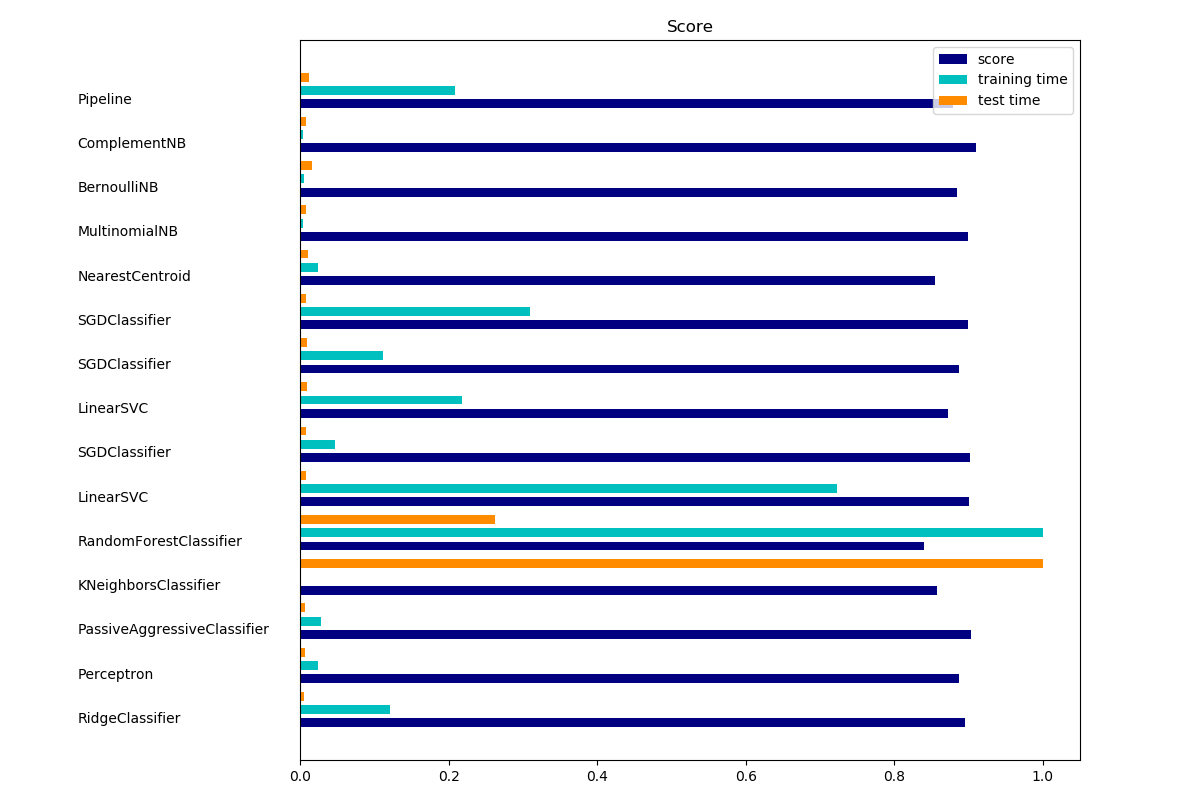 Score
score
training time
test time
Pipeline
ComplementNB
BernoulliNB
MultinomialNB
NearestCentroid
SGDClassifier
SGDClassifier
LinearSVC
SGDClassifier
LinearSVC
RandomForestClassifier
KNeighborsClassifier
PassiveAggressiveClassifier
Perceptron
RidgeClassifier
0.0 0.2 0.4 0.6 0.8 1.0